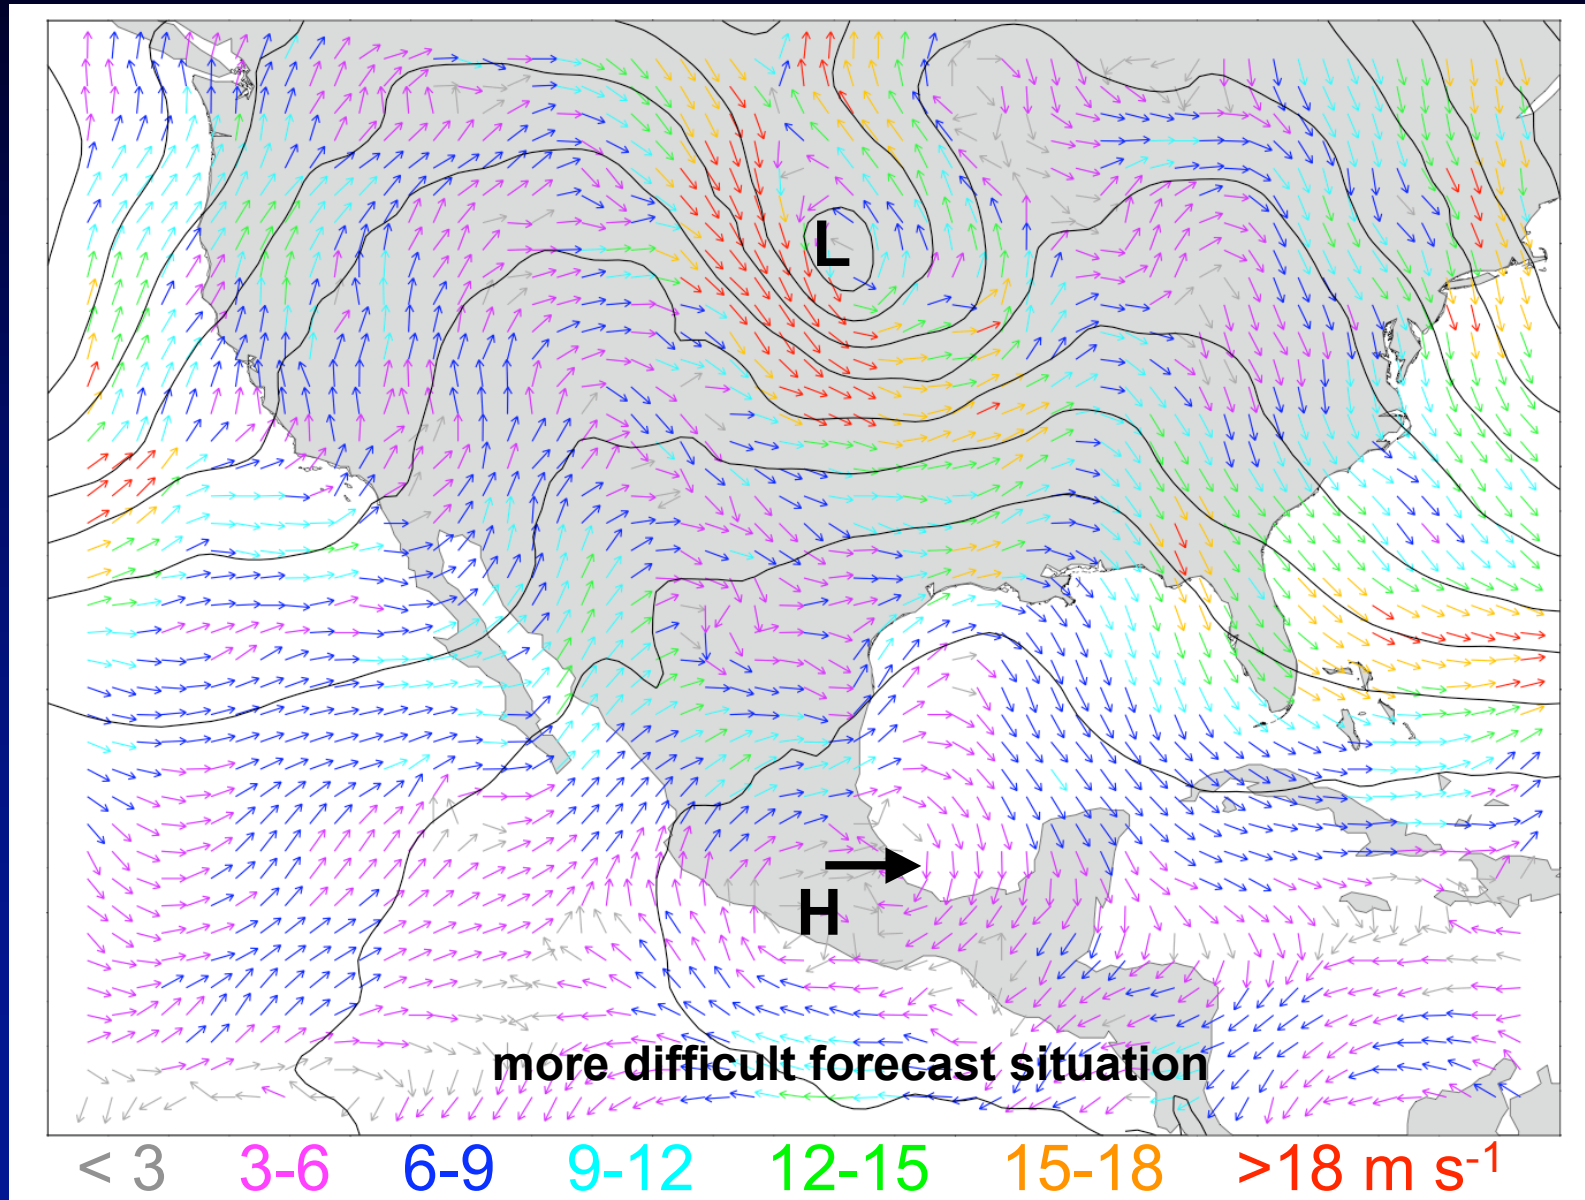 L
H
more difficult forecast situation
< 3 3-6 6-9 9-12 12-15 15-18 >18 m s⁻¹